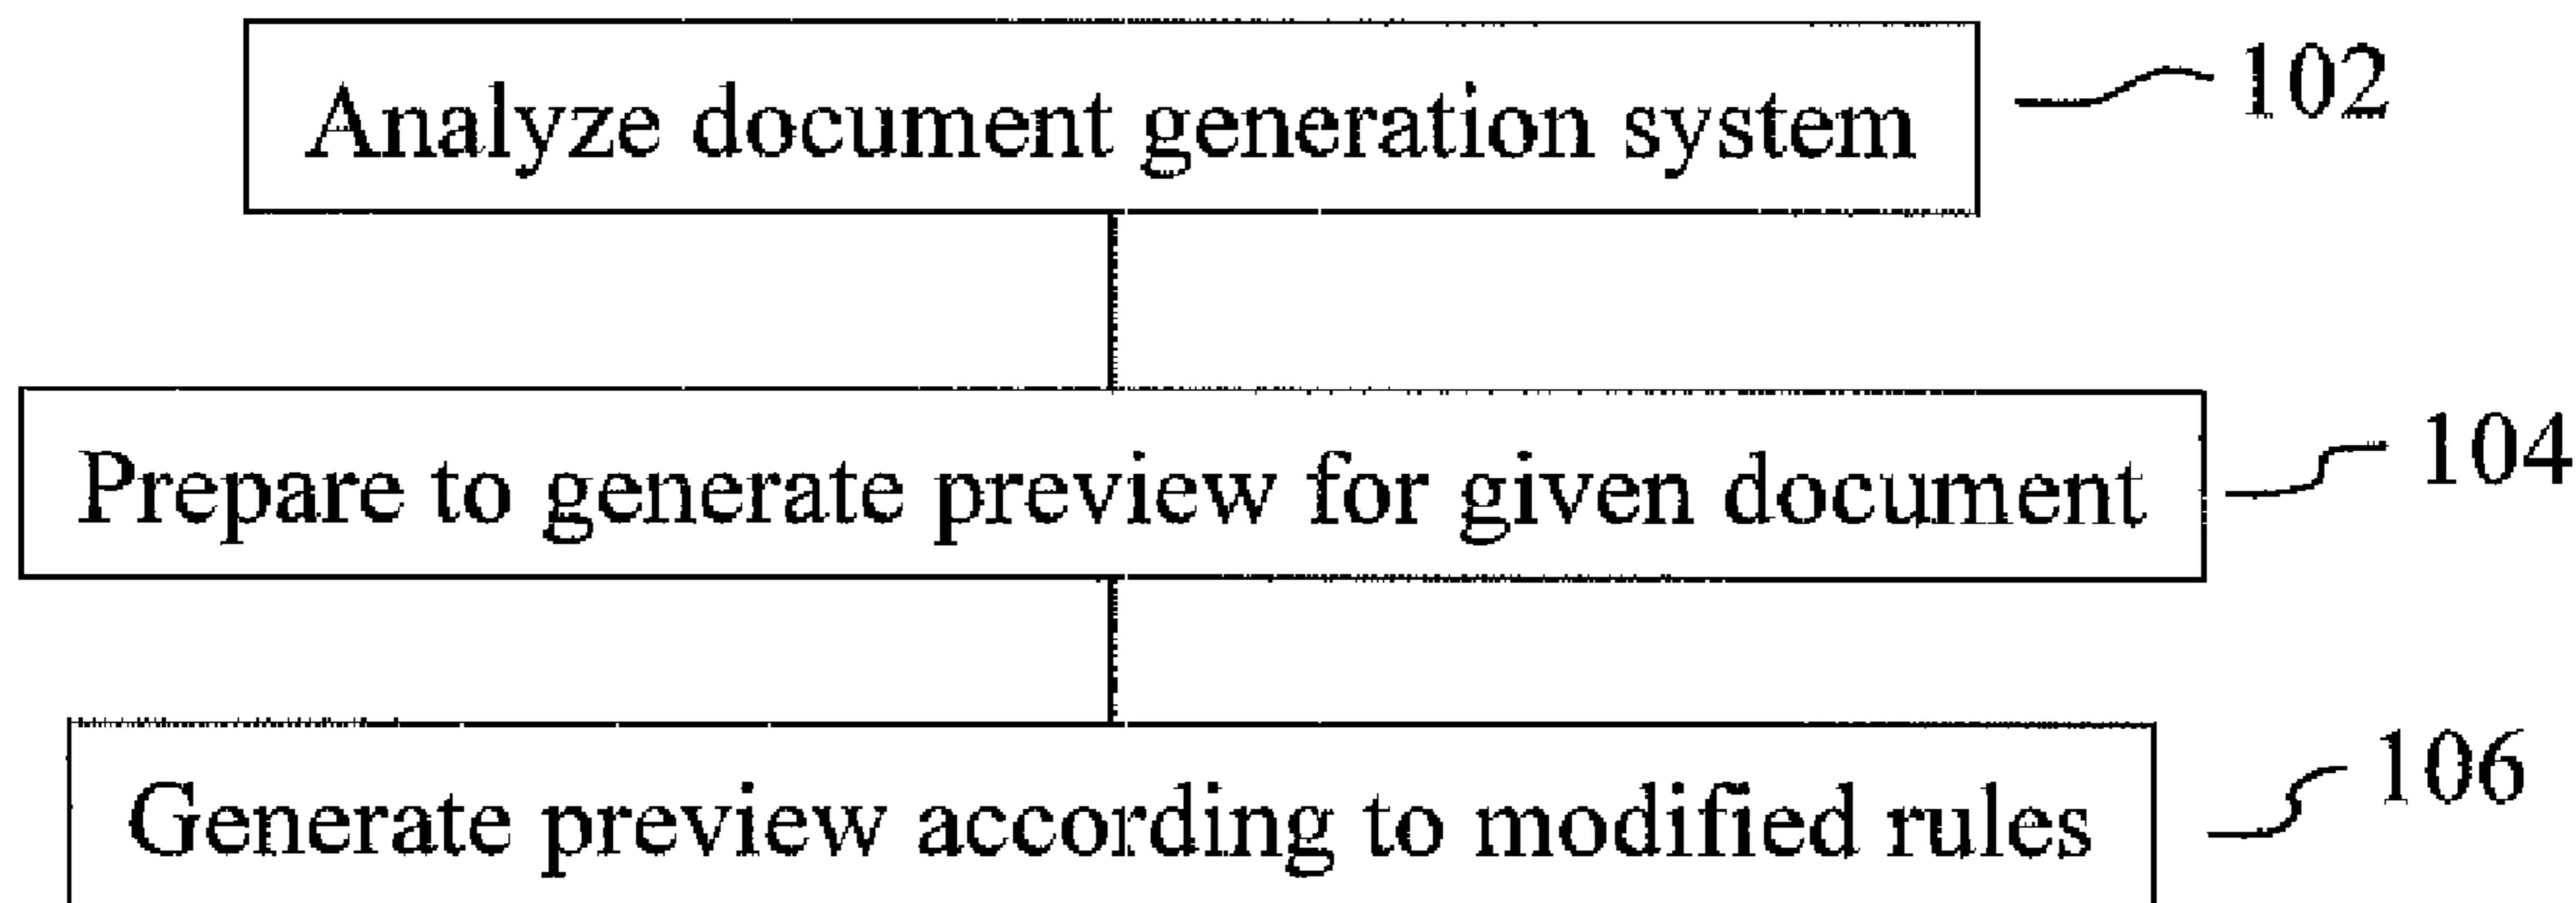 Analyze document generation system 102
Prepare to generate preview for given document 104
Generate preview according to modified rules 106